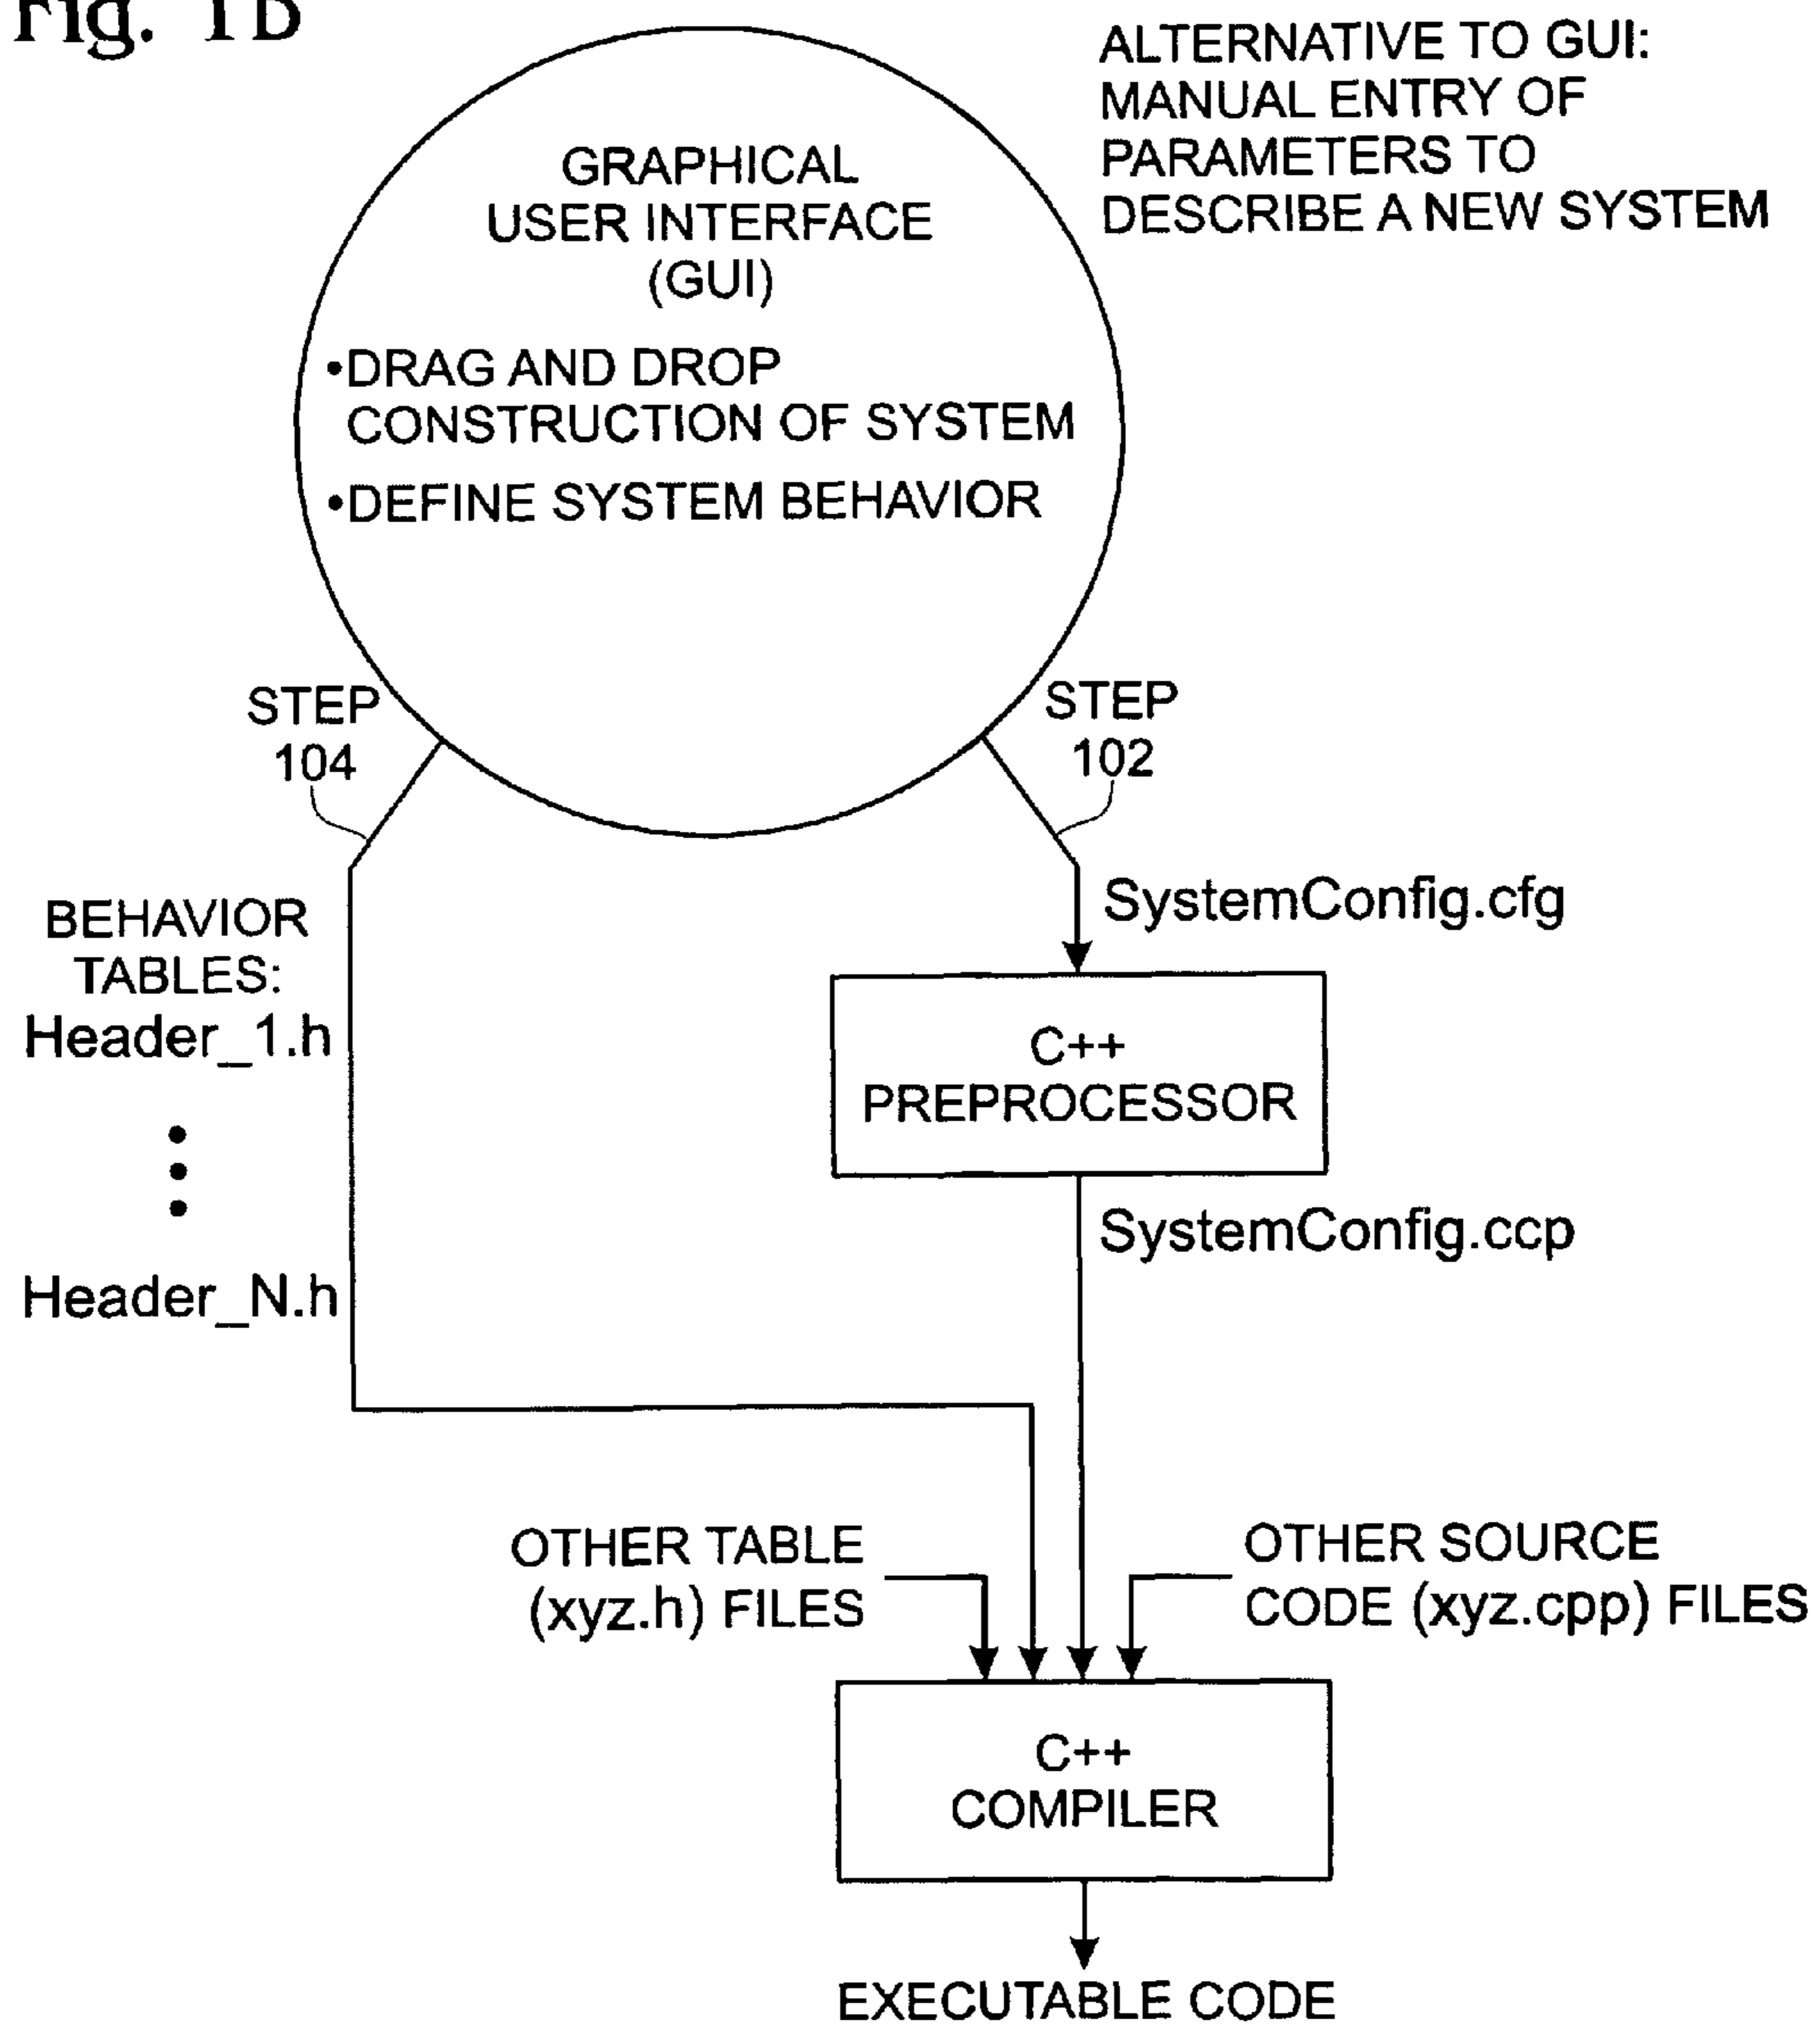 Fig. 1B
ALTERNATIVE TO GUI:
MANUAL ENTRY OF
PARAMETERS TO
DESCRIBE A NEW SYSTEM
GRAPHICAL
USER INTERFACE
(GUI)
•DRAG AND DROP
CONSTRUCTION OF SYSTEM
•DEFINE SYSTEM BEHAVIOR
STEP
104
STEP
102
BEHAVIOR
TABLES:
Header_1.h
Header_N.h
SystemConfig.cfg
C++
PREPROCESSOR
SystemConfig.ccp
OTHER TABLE
(xyz.h) FILES
OTHER SOURCE
CODE (xyz.cpp) FILES
C++
COMPILER
EXECUTABLE CODE